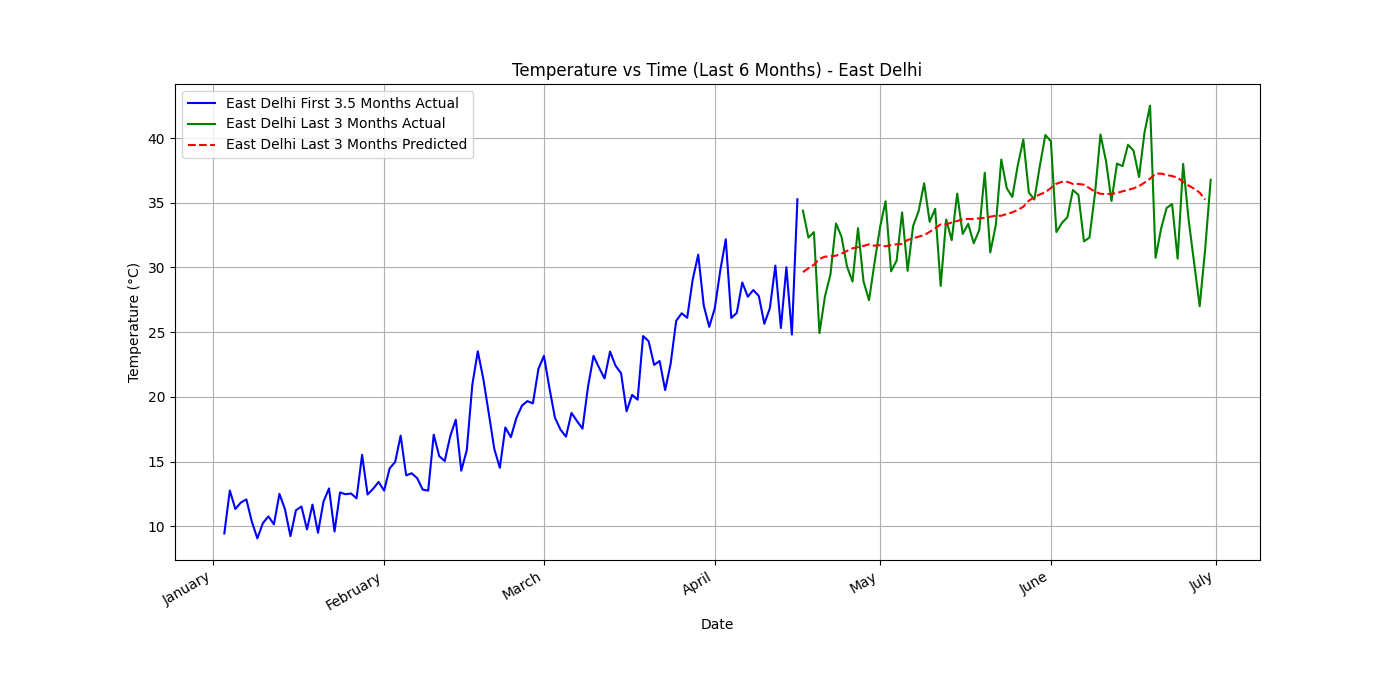 Temperature vs Time (Last 6 Months) - East Delhi
East Delhi First 3.5 Months Actual
East Delhi Last 3 Months Actual
East Delhi Last 3 Months Predicted
Temperature (°C)
40
35
30
25
20
15
10
January
February
March
April
May
June
July
Date